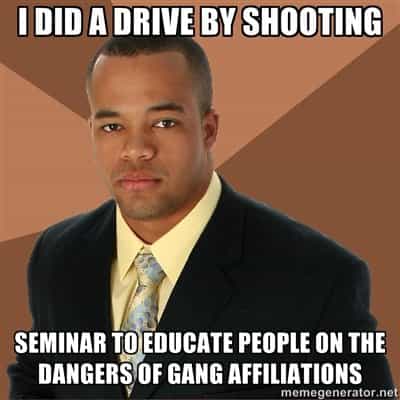 I DID A DRIVE BY SHOOTING
SEMINAR TO EDUCATE PEOPLE ON THE
DANGERS OF GANG AFFILIATIONS
memegenerator.net